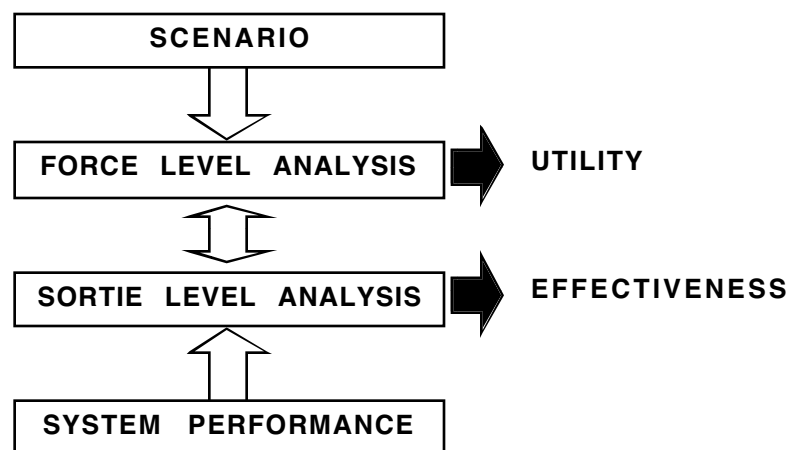 SCENARIO
FORCE LEVEL ANALYSIS
UTILITY
SORTIE LEVEL ANALYSIS
EFFECTIVENESS
SYSTEM PERFORMANCE